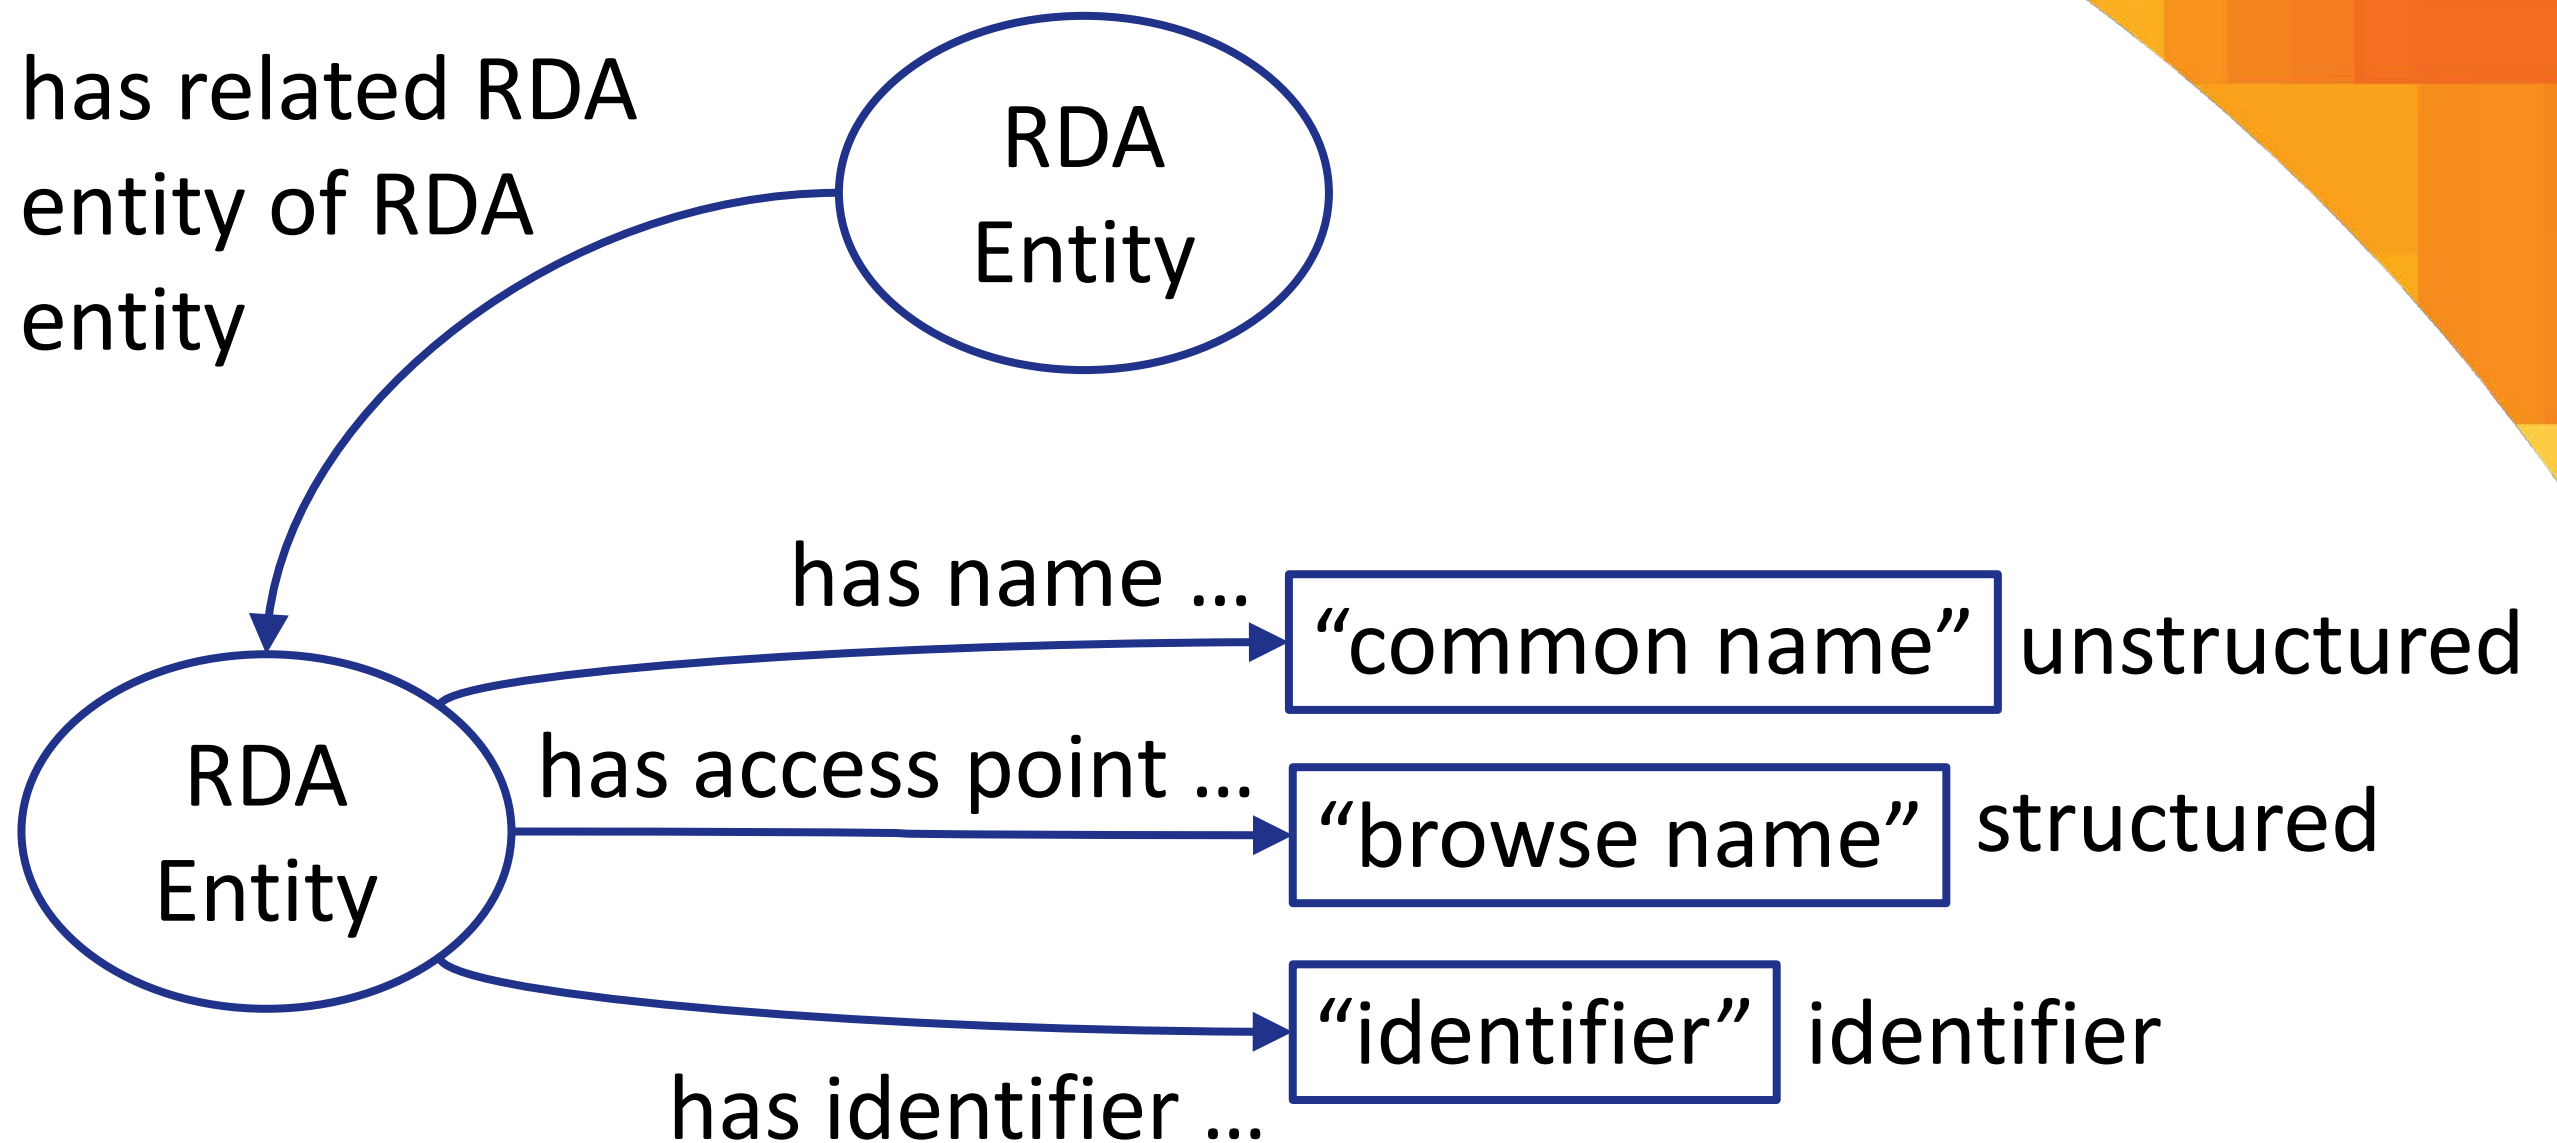 has related RDA
entity of RDA
entity
RDA
Entity
has name …
“common name”
unstructured
RDA
Entity
has access point …
“browse name”
structured
“identifier”
identifier
has identifier …